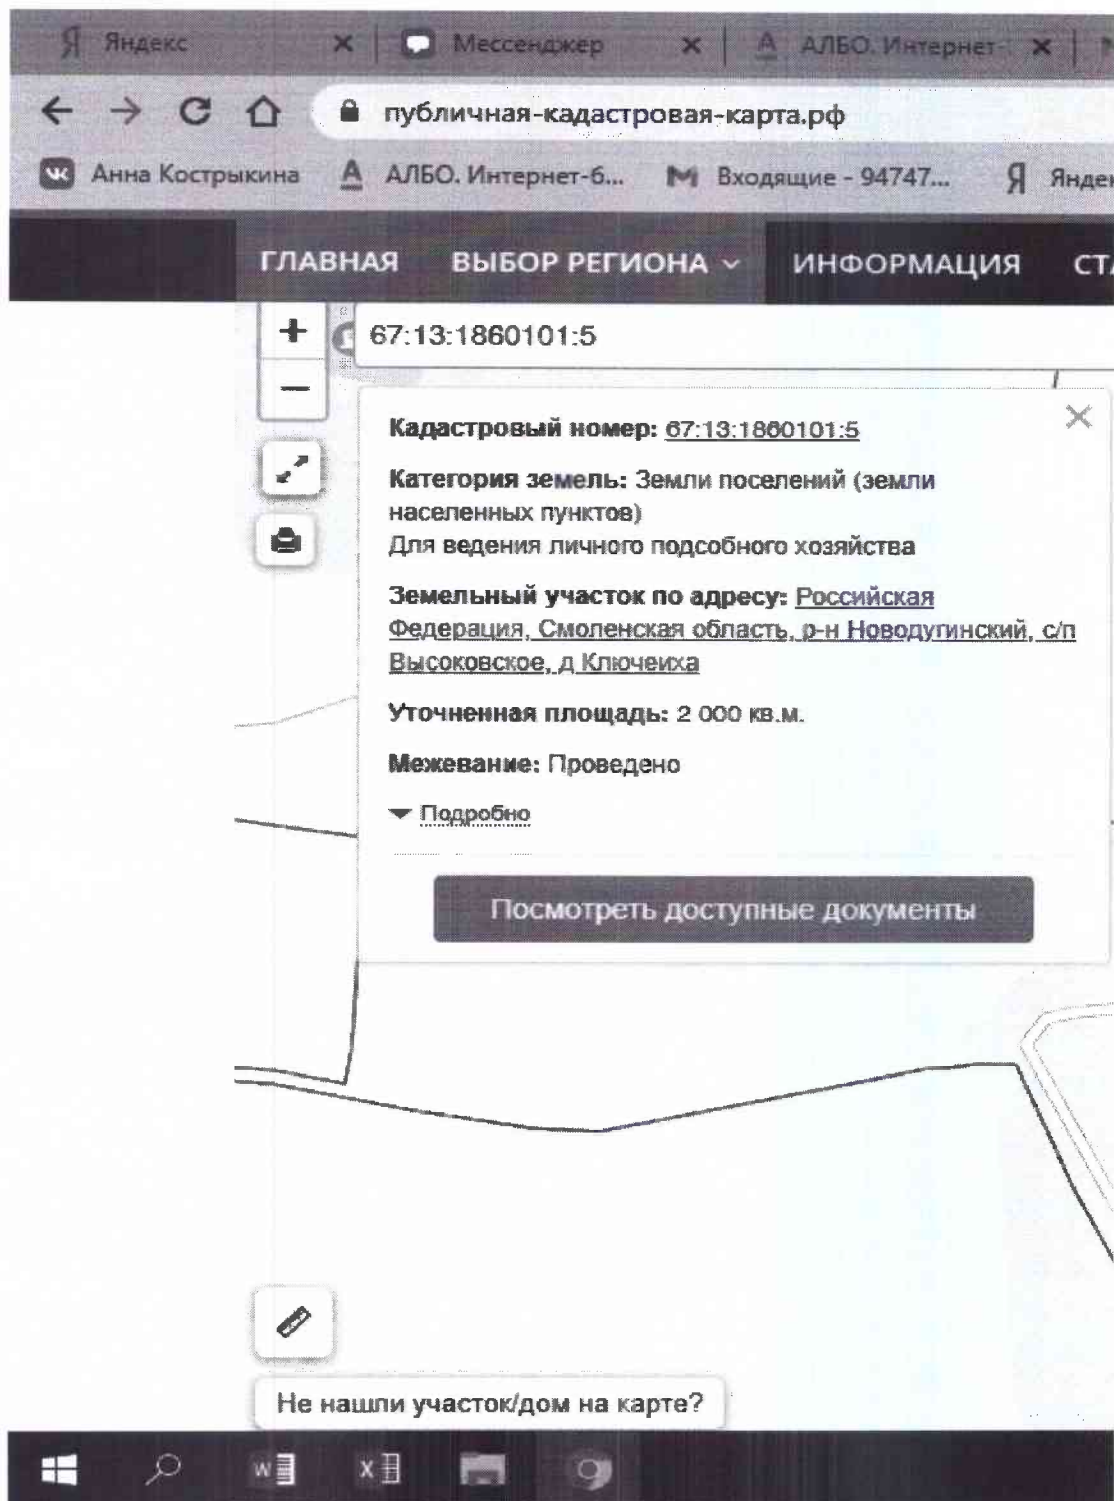 Яндекс
Мессенджер
АЛБО. Интернет-
публичная-кадастровая-карта.рф
Анна Кострыкина
АЛБО. Интернет-б...
Входящие - 94747...
Яндек
ГЛАВНАЯ
ВЫБОР РЕГИОНА
ИНФОРМАЦИЯ
СТА
67:13:1860101:5
Кадастровый номер: 67:13:1860101:5
Категория земель: Земли поселений (земли
населенных пунктов)
Для ведения личного подсобного хозяйства
Земельный участок по адресу: Российская
Федерация, Смоленская область, р-н Новодугинский, с/п
Высоковское, д Ключеиха
Уточненная площадь: 2 000 кв.м.
Межевание: Проведено
Подробно
Посмотреть доступные документы
Не нашли участок/дом на карте?